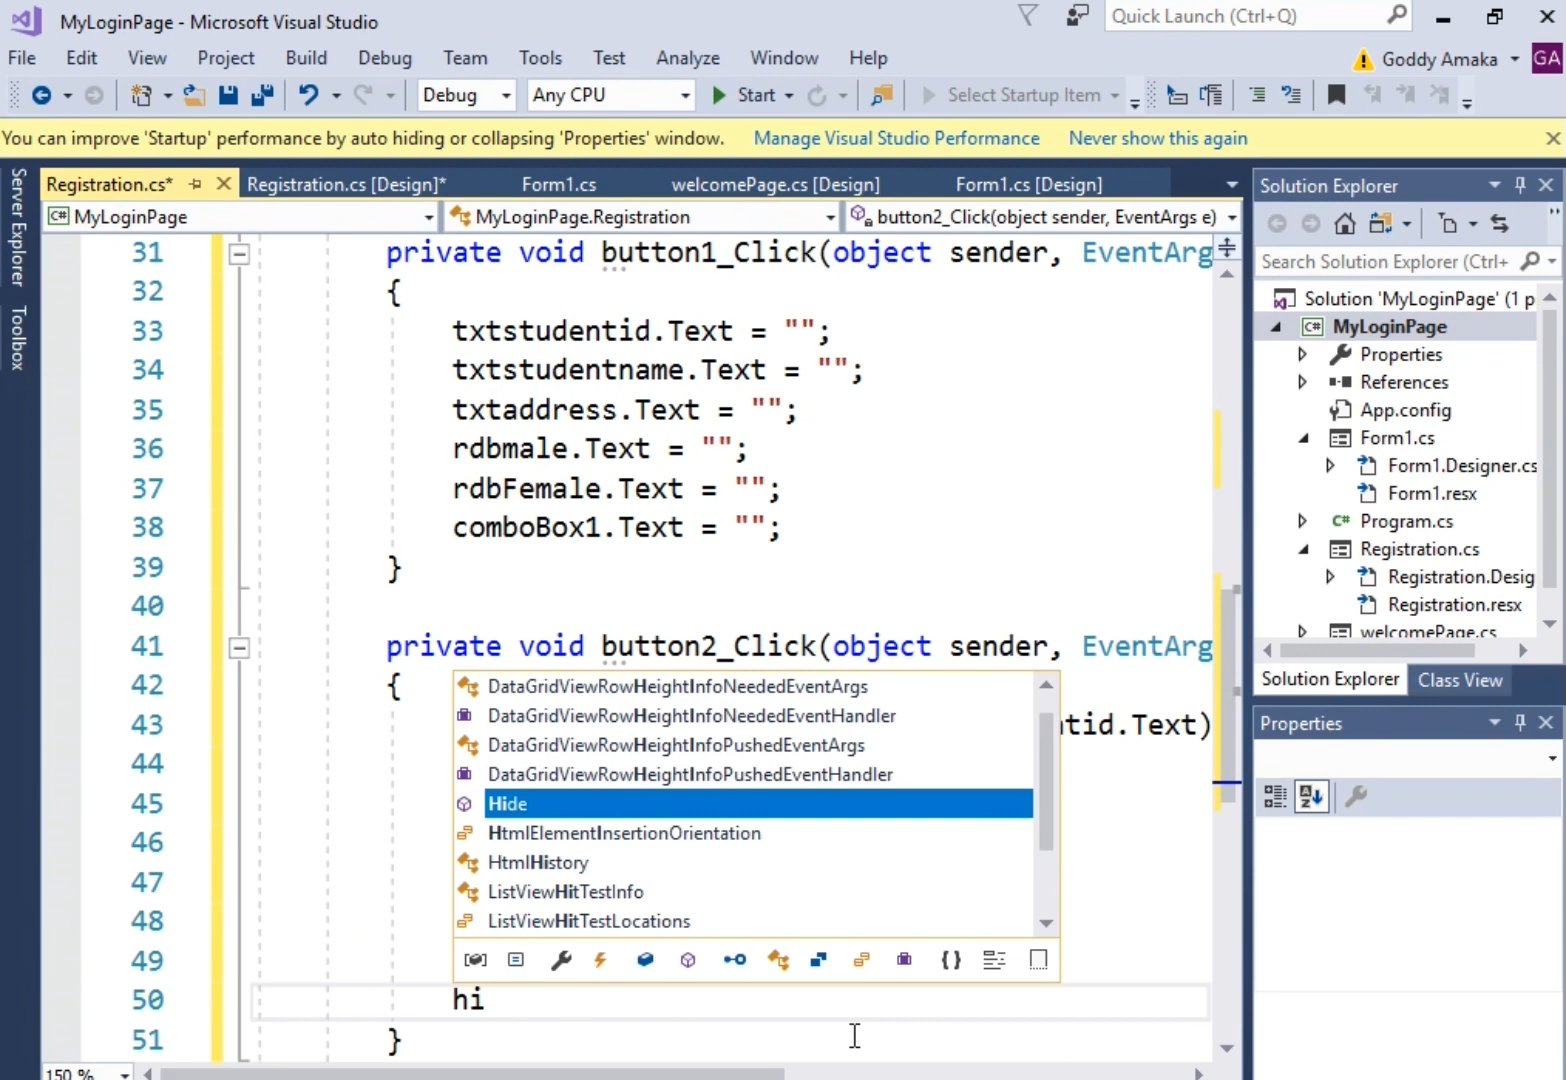 MyLoginPage - Microsoft Visual Studio
Quick Launch (Ctrl+Q)
File Edit View Project Build Debug Team Tools Test Analyze Window Help
Goddy Amaka GA
Debug Any CPU Start Select Startup Item
You can improve 'Startup' performance by auto hiding or collapsing 'Properties' window. Manage Visual Studio Performance Never show this again
Server Explorer
Toolbox
Registration.cs* Registration.cs [Design]* Form1.cs welcomePage.cs [Design] Form1.cs [Design]
MyLoginPage MyLoginPage.Registration button2_Click(object sender, EventArgs e)
31 private void button1_Click(object sender, EventArg
32 {
33 txtstudentid.Text = "";
34 txtstudentname.Text = "";
35 txtaddress.Text = "";
36 rdbmale.Text = "";
37 rdbFemale.Text = "";
38 comboBox1.Text = "";
39 }
40
41 private void button2_Click(object sender, EventArg
42 {
43 tid.Text)
44
45
46
47
48
49
50 hi
51 }
DataGridViewRowHeightInfoNeededEventArgs
DataGridViewRowHeightInfoNeededEventHandler
DataGridViewRowHeightInfoPushedEventArgs
DataGridViewRowHeightInfoPushedEventHandler
Hide
HtmlElementInsertionOrientation
HtmlHistory
ListViewHitTestInfo
ListViewHitTestLocations
150 %
Solution Explorer
Search Solution Explorer (Ctrl+
Solution 'MyLoginPage' (1 p
C# MyLoginPage
Properties
References
App.config
Form1.cs
Form1.Designer.cs
Form1.resx
C# Program.cs
Registration.cs
Registration.Desig
Registration.resx
welcomePage.cs
Solution Explorer Class View
Properties